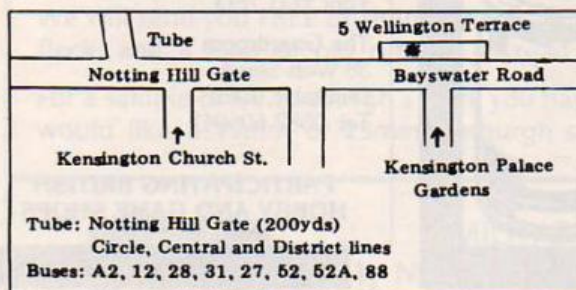 Tube
5 Wellington Terrace
Notting Hill Gate
Bayswater Road
Kensington Church St.
Kensington Palace
Gardens
Tube: Notting Hill Gate (200yds)
Circle, Central and District lines
Buses: A2, 12, 28, 31, 27, 52, 52A, 88